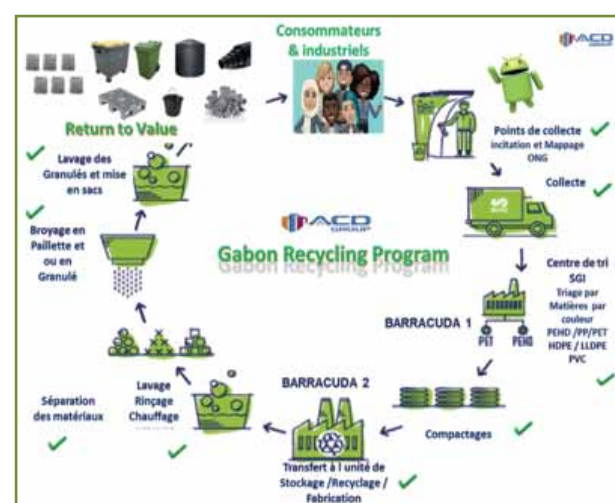 Consommateurs
& industriels
ACD
GROUP
Return to Value
Points de collecte
incitation et Mappage
ONG
Lavage des
Granulés et mise
en sacs
Collecte
Broyage en
Paillette et ou
en Granulé
ACD
GROUP
Gabon Recycling Program
Centre de tri
SGI
Triage par
Matières par
couleur
PEHD /PP/PET
HDPE / LLDPE
PVC
BARRACUDA 1
PET
PEHD
BARRACUDA 2
Séparation
des matériaux
Lavage
Rinçage
Chauffage
Compactages
Transfert à l unité de
Stockage /Recyclage /
Fabrication